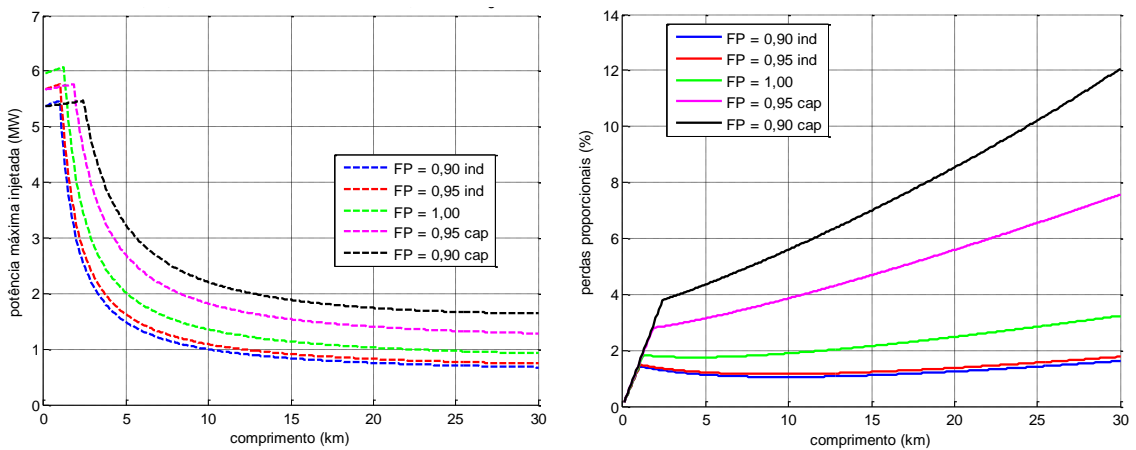 7
6
5
4
3
2
1
0
potência máxima injetada (MW)
FP = 0,90 ind
FP = 0,95 ind
FP = 1,00
FP = 0,95 cap
FP = 0,90 cap
0 5 10 15 20 25 30
comprimento (km)
14
12
10
8
6
4
2
0
perdas proporcionais (%)
FP = 0,90 ind
FP = 0,95 ind
FP = 1,00
FP = 0,95 cap
FP = 0,90 cap
0 5 10 15 20 25 30
comprimento (km)